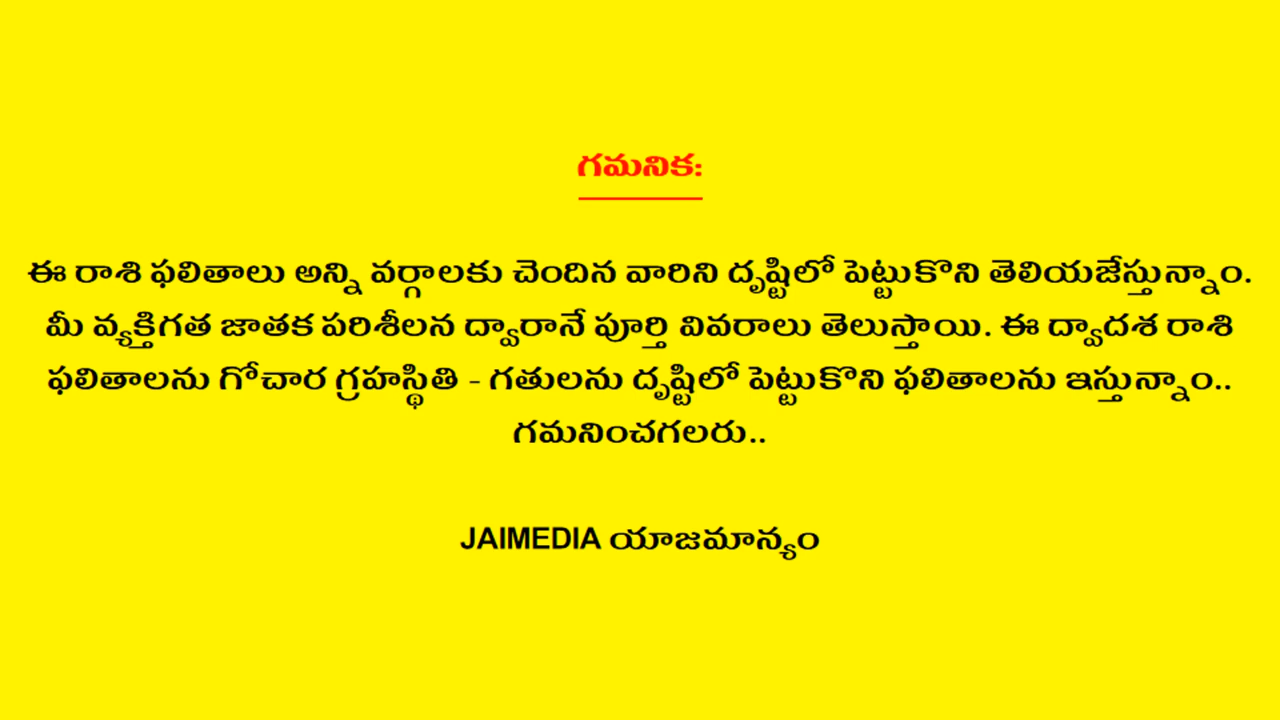 గమనిక:
ఈ రాశి ఫలితాలు అన్ని వర్గాలకు చెందిన వారిని దృష్టిలో పెట్టుకొని తెలియజేస్తున్నాం.
మీ వ్యక్తిగత జాతక పరిశీలన ద్వారానే పూర్తి వివరాలు తెలుస్తాయి. ఈ ద్వాదశ రాశి
ఫలితాలను గోచార గ్రహస్థితి - గతులను దృష్టిలో పెట్టుకొని ఫలితాలను ఇస్తున్నాం..
గమనించగలరు..
JAIMEDIA యాజమాన్యం